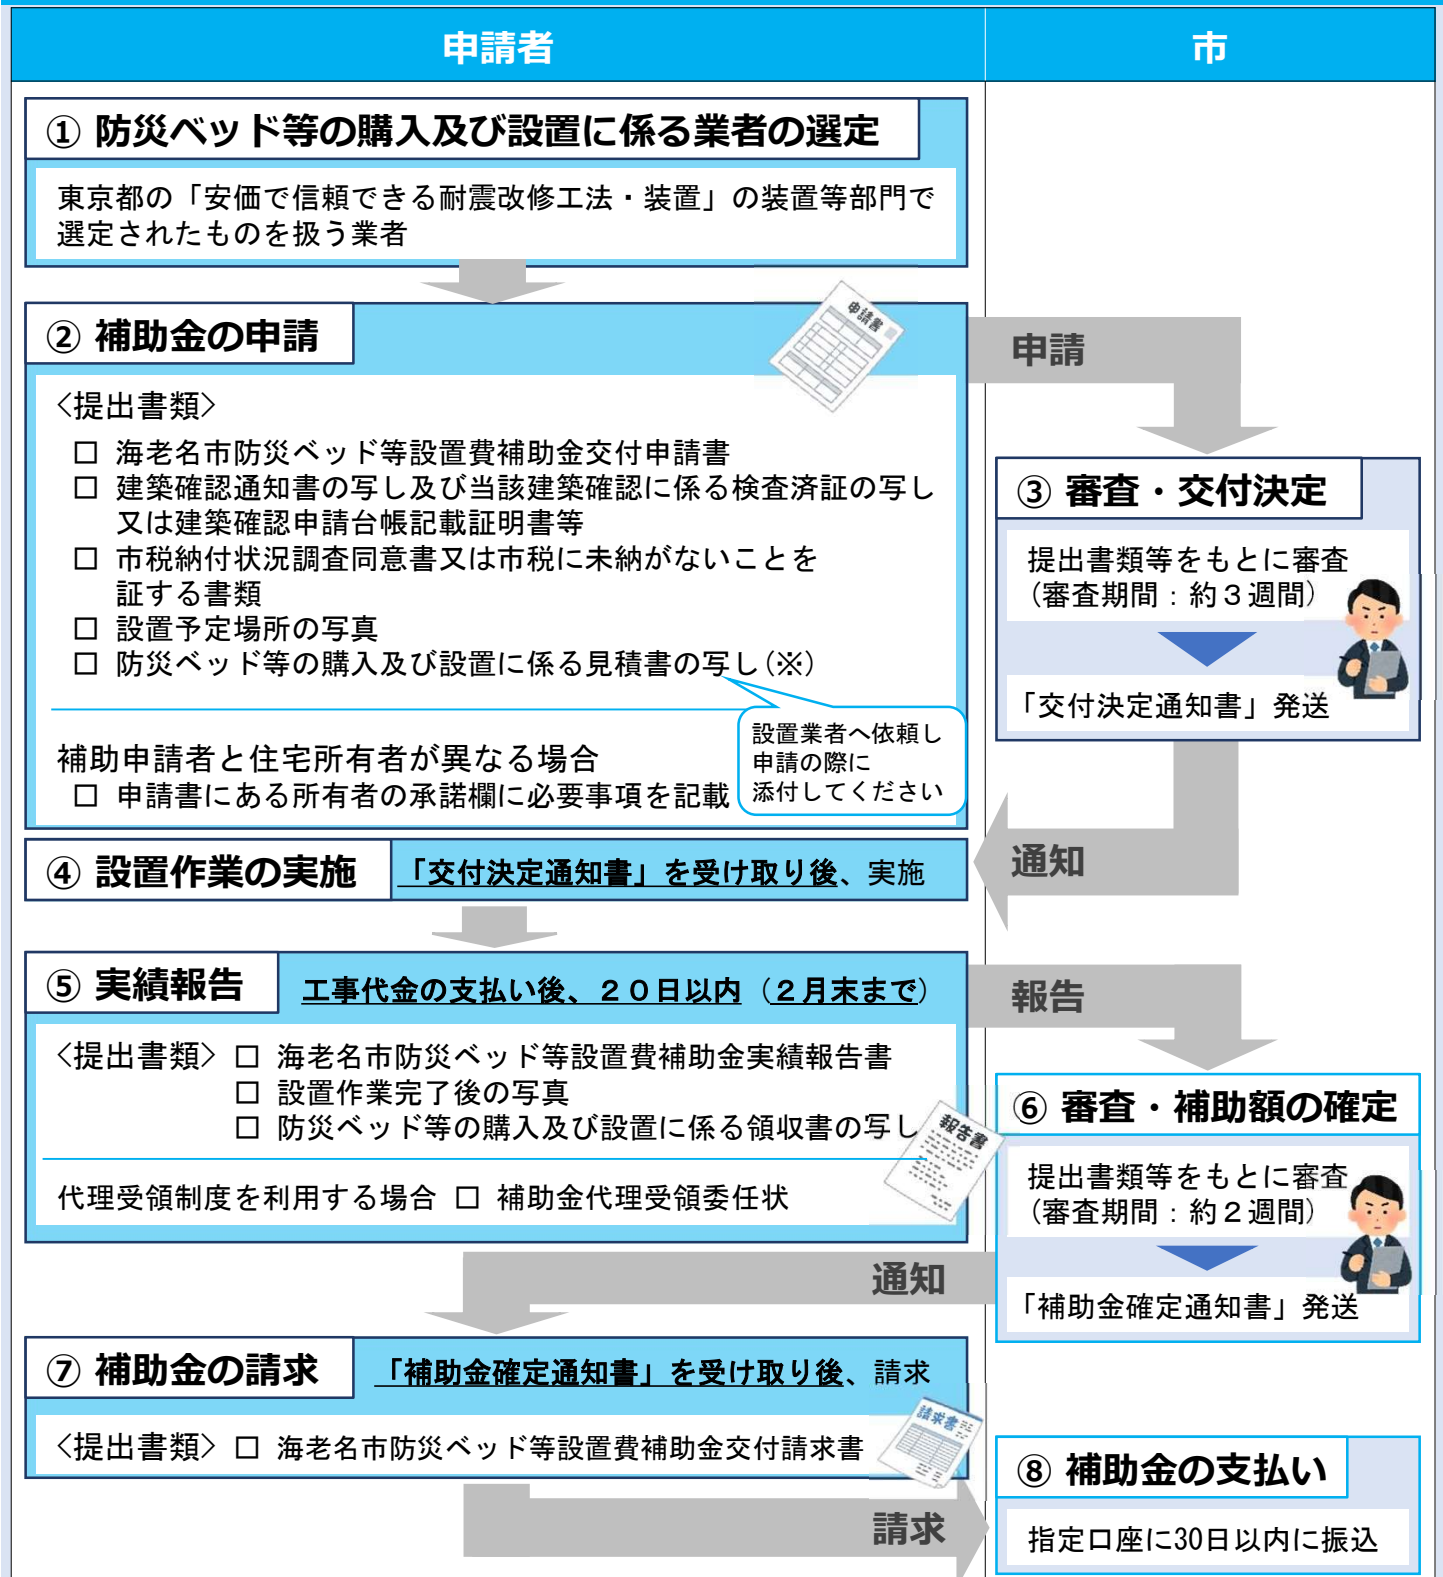 申請者
市
① 防災ベッド等の購入及び設置に係る業者の選定
東京都の「安価で信頼できる耐震改修工法・装置」の装置等部門で
選定されたものを扱う業者
② 補助金の申請
申請書
申請
<提出書類>
□ 海老名市防災ベッド等設置費補助金交付申請書
□ 建築確認通知書の写し及び当該建築確認に係る検査済証の写し
又は建築確認申請台帳記載証明書等
□ 市税納付状況調査同意書又は市税に未納がないことを
証する書類
□ 設置予定場所の写真
□ 防災ベッド等の購入及び設置に係る見積書の写し(※)
設置業者へ依頼し
申請の際に
添付してください
補助申請者と住宅所有者が異なる場合
□ 申請書にある所有者の承諾欄に必要事項を記載
③ 審査・交付決定
提出書類等をもとに審査
(審査期間:約3週間)
「交付決定通知書」発送
通知
④ 設置作業の実施
「交付決定通知書」を受け取り後、実施
⑤ 実績報告
工事代金の支払い後、20日以内(2月末まで)
報告
<提出書類> □ 海老名市防災ベッド等設置費補助金実績報告書
□ 設置作業完了後の写真
□ 防災ベッド等の購入及び設置に係る領収書の写し
報告書
代理受領制度を利用する場合 □ 補助金代理受領委任状
⑥ 審査・補助額の確定
提出書類等をもとに審査
(審査期間:約2週間)
「補助金確定通知書」発送
通知
⑦ 補助金の請求
「補助金確定通知書」を受け取り後、請求
請求書
<提出書類> □ 海老名市防災ベッド等設置費補助金交付請求書
請求
⑧ 補助金の支払い
指定口座に30日以内に振込